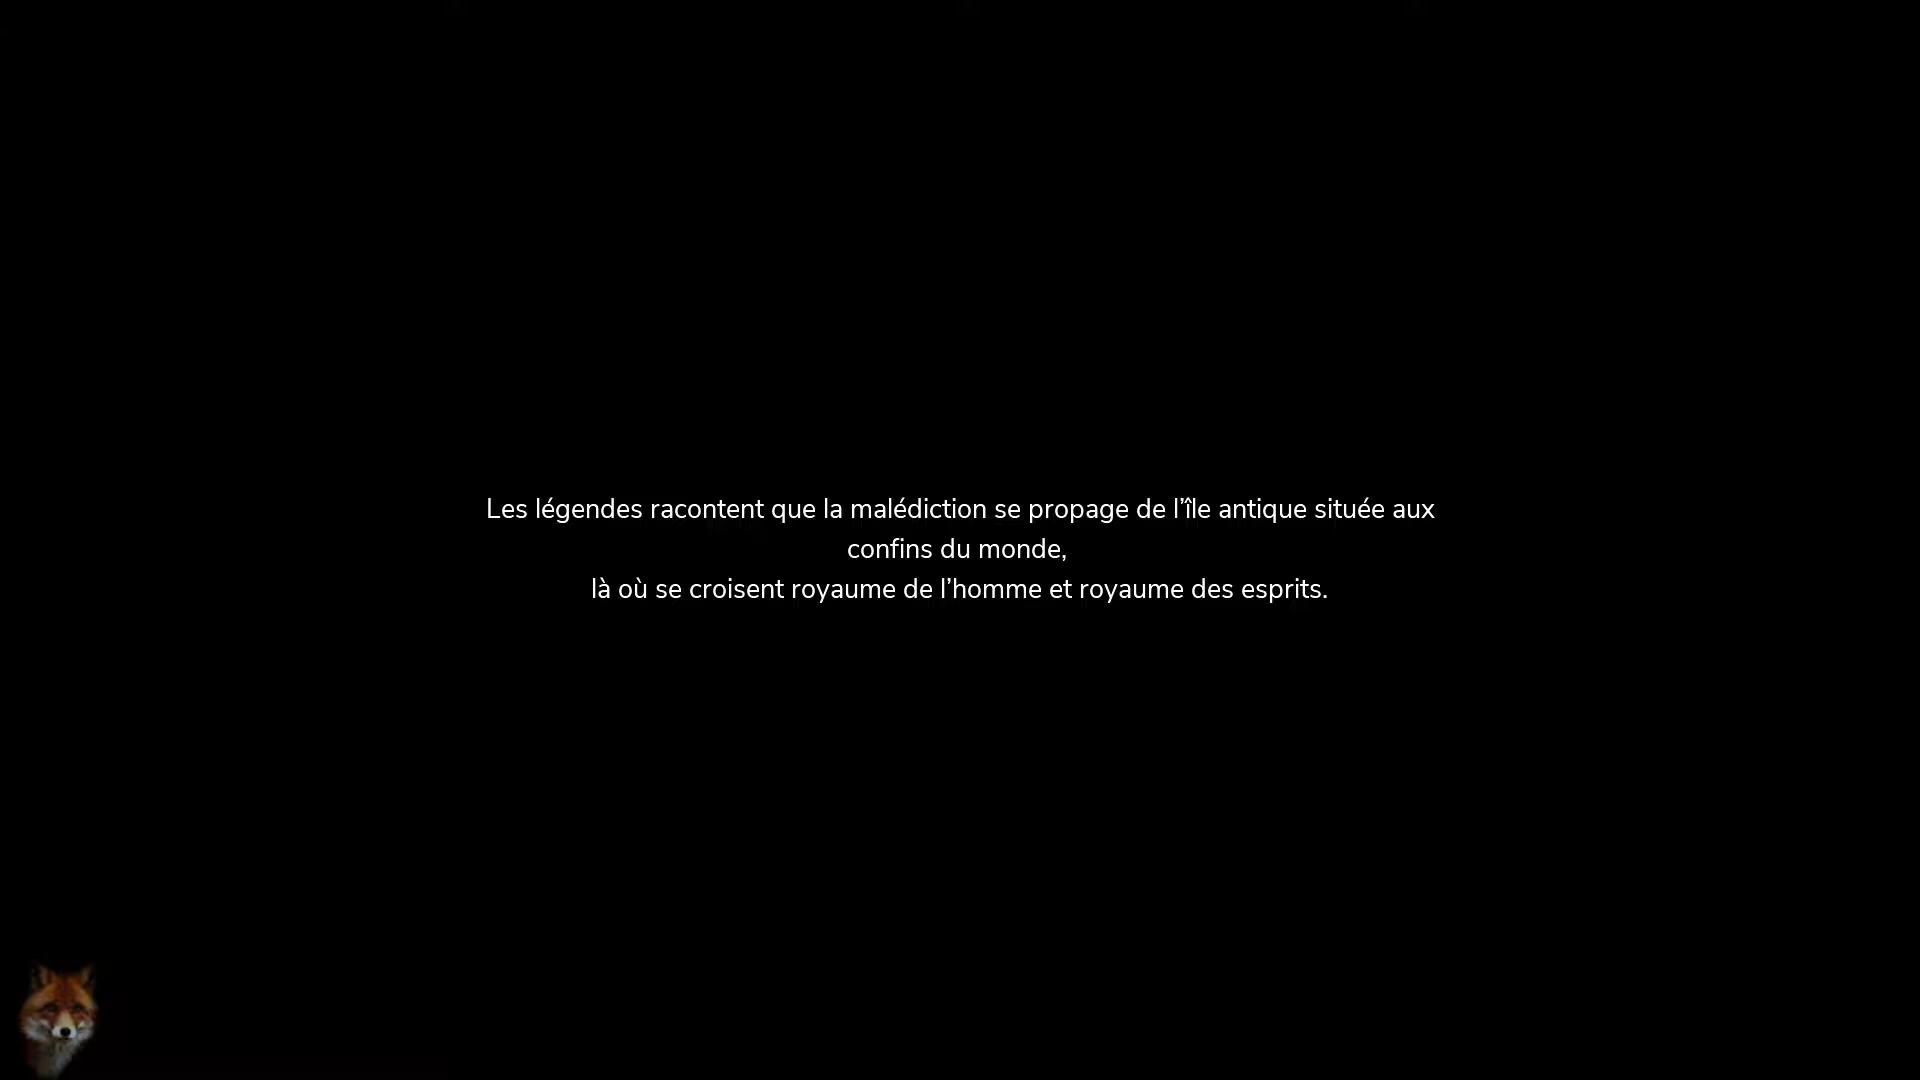 Les légendes racontent que la malédiction se propage de l’île antique située aux
confins du monde,
là où se croisent royaume de l’homme et royaume des esprits.